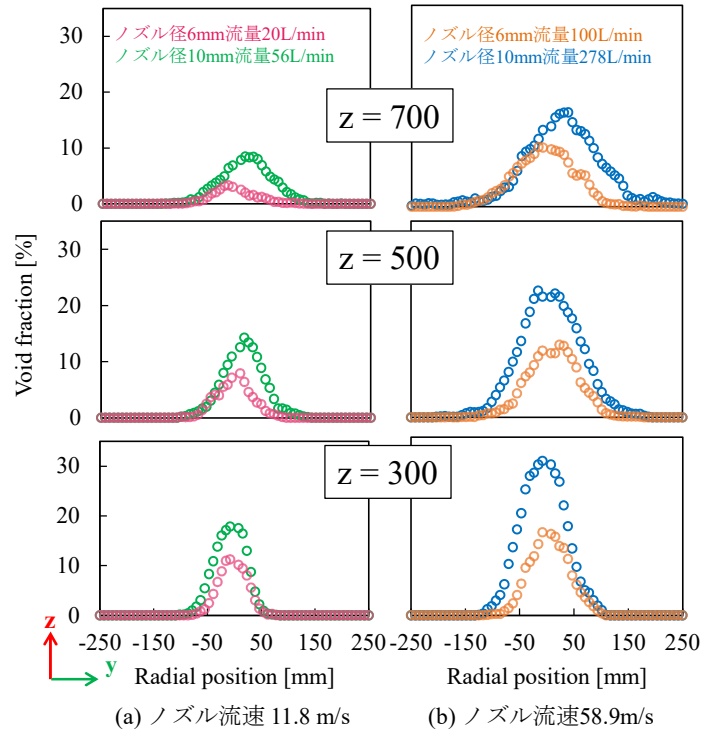 ノズル径6mm流量20L/min
ノズル径10mm流量56L/min
ノズル径6mm流量100L/min
ノズル径10mm流量278L/min
30
20
10
0
z = 700
Void fraction [%]
30
20
10
0
z = 500
30
20
10
0
z = 300
z
y
-250 -150 -50 50 150 250
-250 -150 -50 50 150 250
Radial position [mm]
Radial position [mm]
(a) ノズル流速 11.8 m/s
(b) ノズル流速58.9m/s